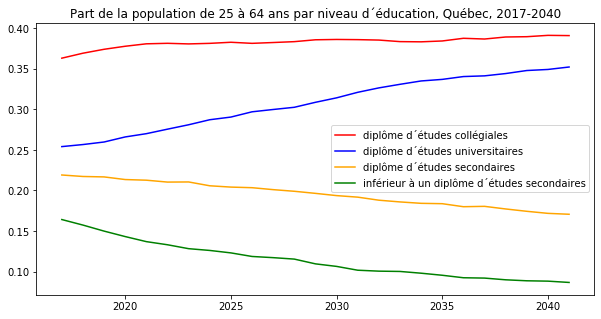 Part de la population de 25 à 64 ans par niveau d´éducation, Québec, 2017-2040
0.40
0.35
0.30
0.25
0.20
0.15
0.10
diplôme d´études collégiales
diplôme d´études universitaires
diplôme d´études secondaires
inférieur à un diplôme d´études secondaires
2020
2025
2030
2035
2040